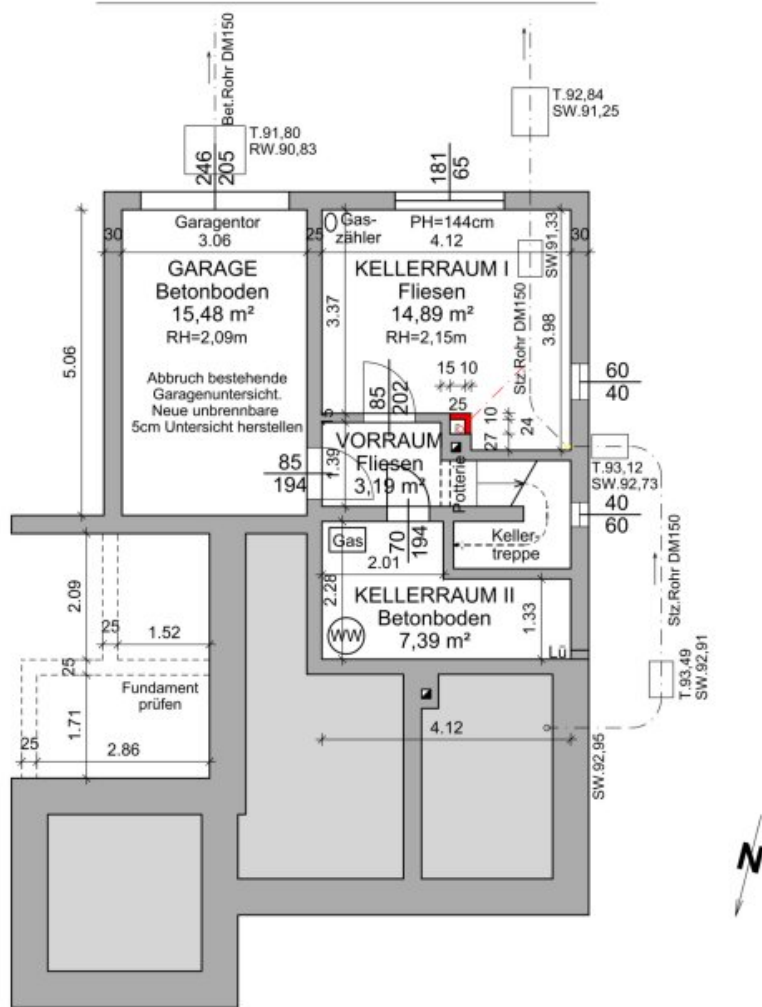 Bet.Rohr DM150
T.91,80
RW.90,83
T.92,84
SW.91,25
246
205
181
65
Garagentor
3.06
30
25
Gas-
zähler
PH=144cm
4.12
30
SW.91,33
GARAGE
Betonboden
15,48 m²
RH=2,09m
KELLERRAUM I
Fliesen
14,89 m²
RH=2,15m
5.06
3.37
3.98
Stz.Rohr DM150
Abbruch bestehende
Garagenuntersicht.
Neue unbrennbare
5cm Untersicht herstellen
85
202
15 10
25
10
27
24
60
40
15
VORRAUM
Fliesen
3,19 m²
1.39
85
194
Potterie
T.93,12
SW.92,73
40
60
Gas
70
194
Keller-
treppe
2.01
Stz.Rohr DM150
2.09
2.28
KELLERRAUM II
Betonboden
7,39 m²
1.33
25
1.52
WW
Lü
25
Fundament
prüfen
T.93,49
SW.92,91
1.71
25
2.86
4.12
SW.92,95
N